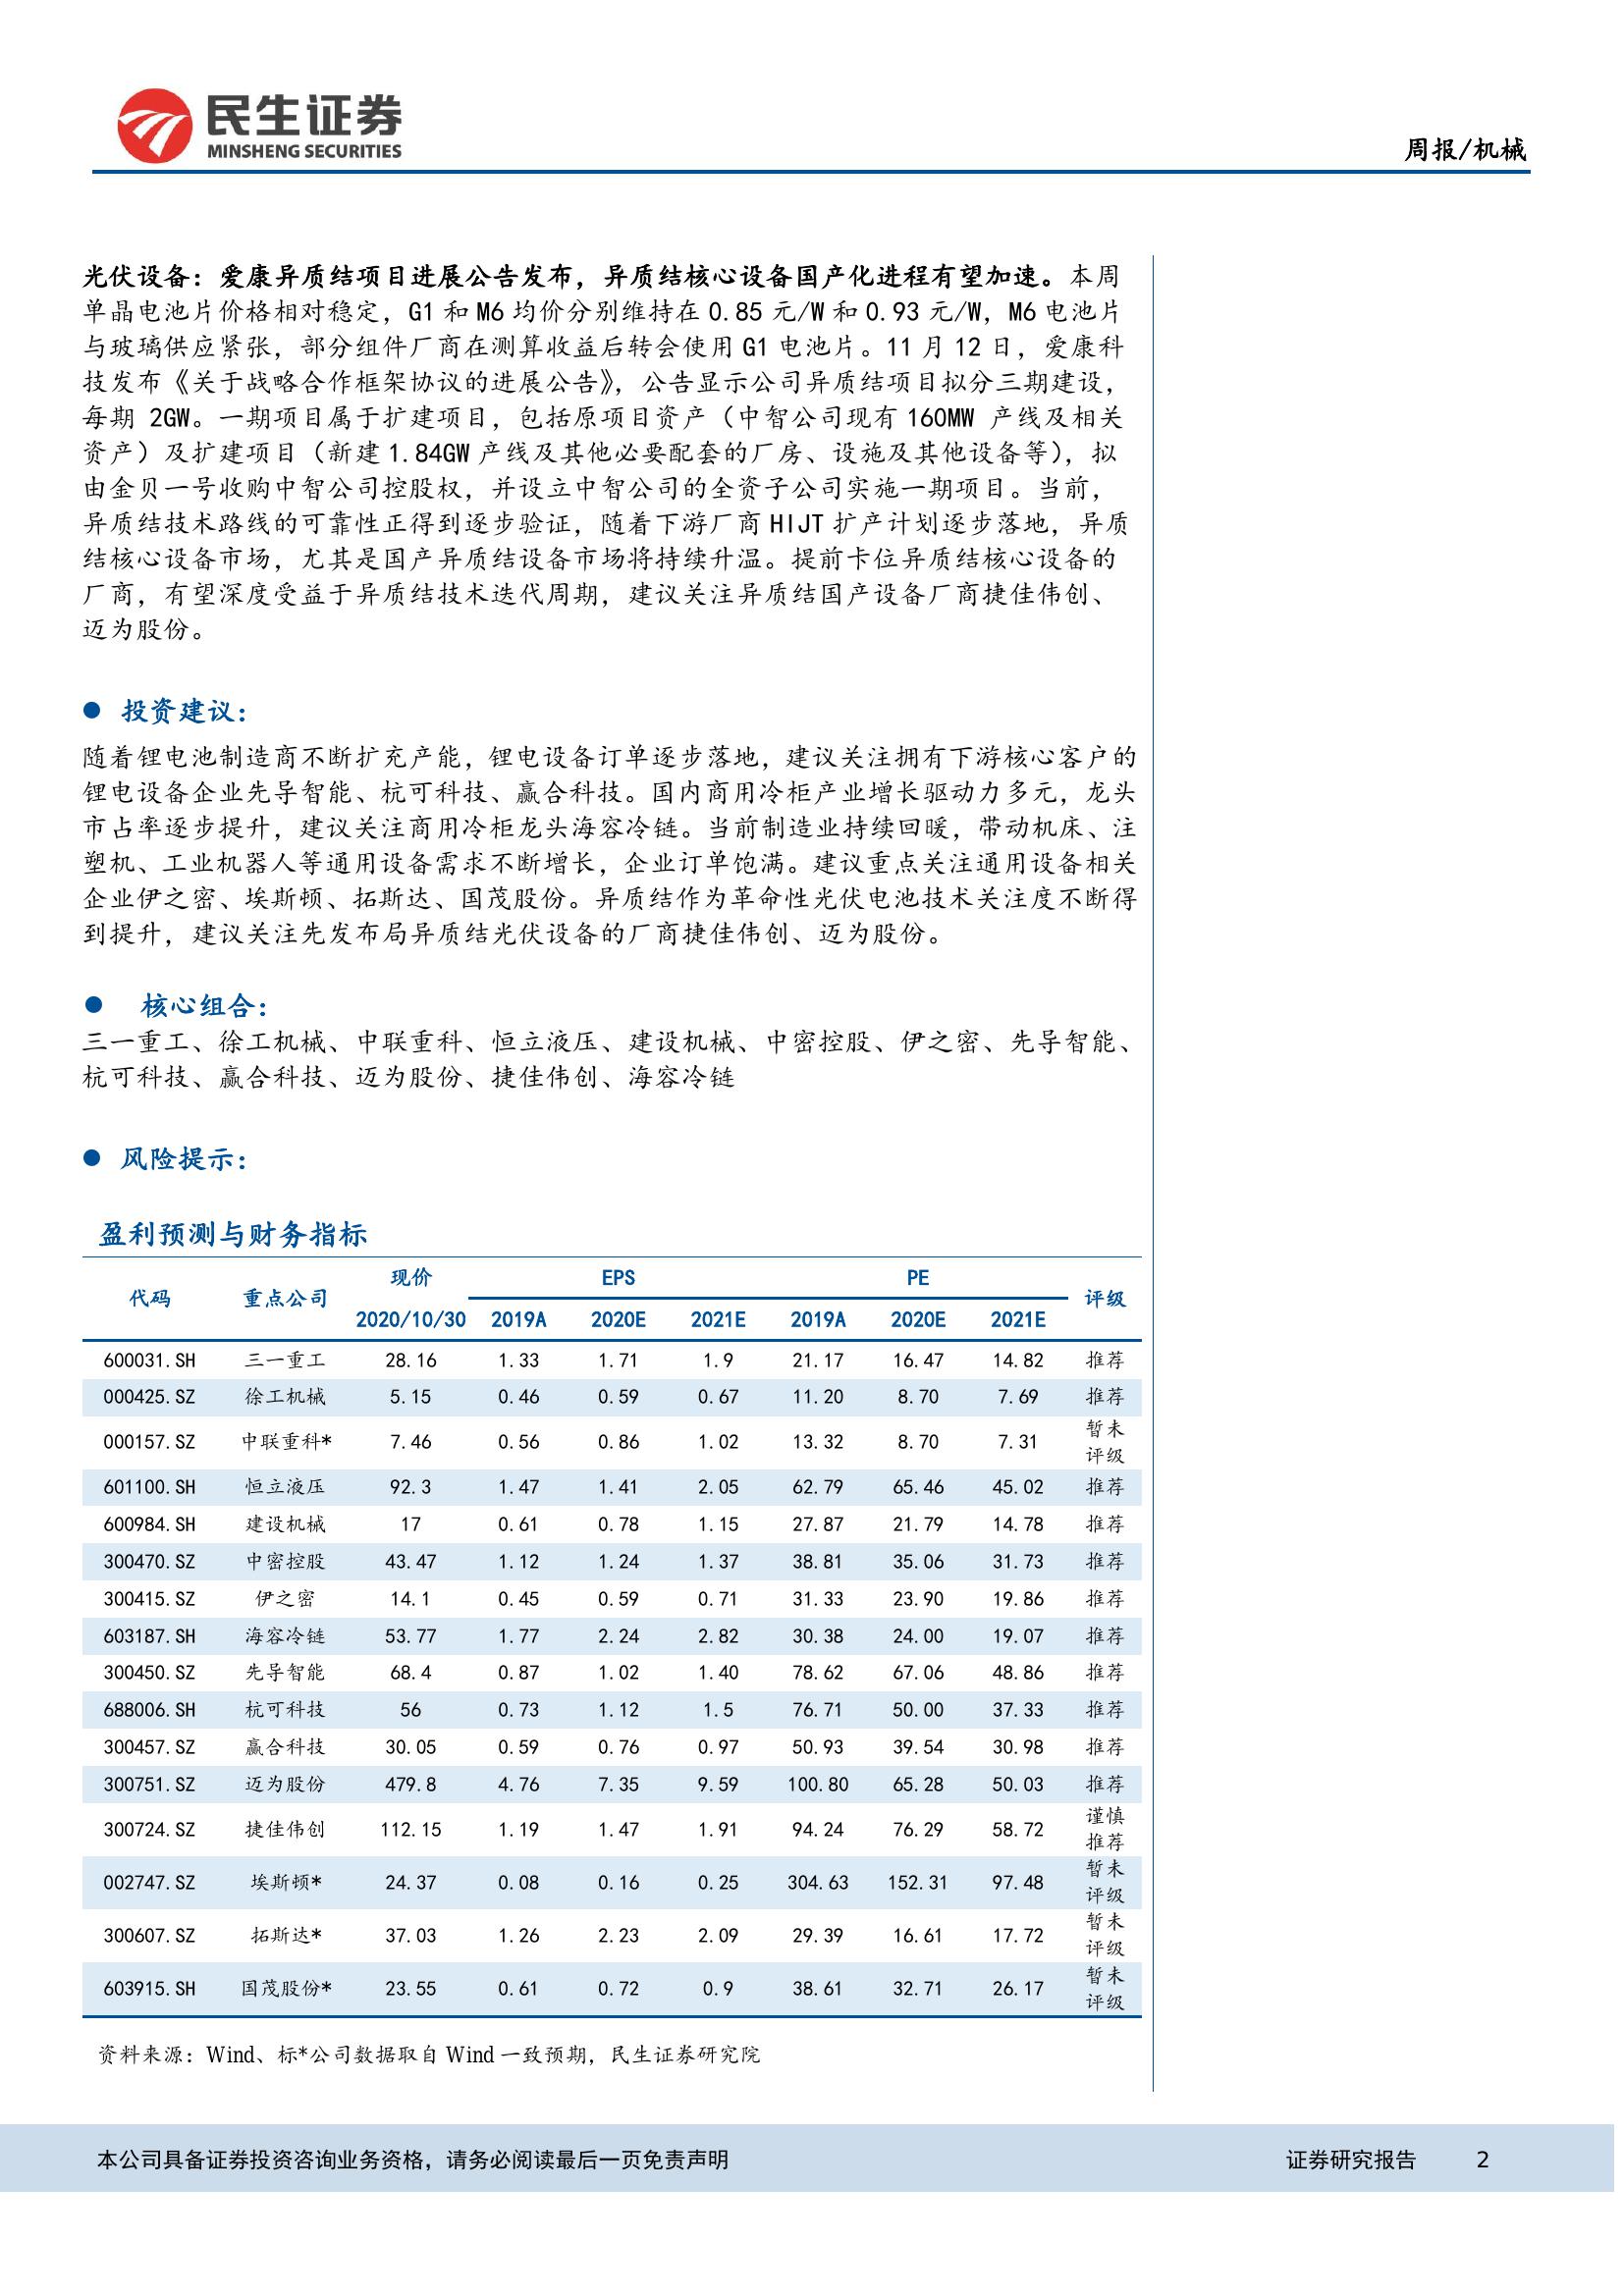 民生证券
MINSHENG SECURITIES
周报/机械
光伏设备：爱康异质结项目进展公告发布，异质结核心设备国产化进程有望加速。本周
单晶电池片价格相对稳定，G1 和 M6 均价分别维持在 0.85 元/W 和 0.93 元/W，M6 电池片
与玻璃供应紧张，部分组件厂商在测算收益后转会使用 G1 电池片。11 月 12 日，爱康科
技发布《关于战略合作框架协议的进展公告》，公告显示公司异质结项目拟分三期建设，
每期 2GW。一期项目属于扩建项目，包括原项目资产（中智公司现有 160MW 产线及相关
资产）及扩建项目（新建 1.84GW 产线及其他必要配套的厂房、设施及其他设备等），拟
由金贝一号收购中智公司控股权，并设立中智公司的全资子公司实施一期项目。当前，
异质结技术路线的可靠性正得到逐步验证，随着下游厂商 HIJT 扩产计划逐步落地，异质
结核心设备市场，尤其是国产异质结设备市场将持续升温。提前卡位异质结核心设备的
厂商，有望深度受益于异质结技术迭代周期，建议关注异质结国产设备厂商捷佳伟创、
迈为股份。
● 投资建议：
随着锂电池制造商不断扩充产能，锂电设备订单逐步落地，建议关注拥有下游核心客户的
锂电设备企业先导智能、杭可科技、赢合科技。国内商用冷柜产业增长驱动力多元，龙头
市占率逐步提升，建议关注商用冷柜龙头海容冷链。当前制造业持续回暖，带动机床、注
塑机、工业机器人等通用设备需求不断增长，企业订单饱满。建议重点关注通用设备相关
企业伊之密、埃斯顿、拓斯达、国茂股份。异质结作为革命性光伏电池技术关注度不断得
到提升，建议关注先发布局异质结光伏设备的厂商捷佳伟创、迈为股份。
● 核心组合：
三一重工、徐工机械、中联重科、恒立液压、建设机械、中密控股、伊之密、先导智能、
杭可科技、赢合科技、迈为股份、捷佳伟创、海容冷链
● 风险提示：
盈利预测与财务指标
代码 重点公司 现价 EPS PE 评级
2020/10/30 2019A 2020E 2021E 2019A 2020E 2021E
600031.SH 三一重工 28.16 1.33 1.71 1.9 21.17 16.47 14.82 推荐
000425.SZ 徐工机械 5.15 0.46 0.59 0.67 11.20 8.70 7.69 推荐
000157.SZ 中联重科* 7.46 0.56 0.86 1.02 13.32 8.70 7.31 暂未
评级
601100.SH 恒立液压 92.3 1.47 1.41 2.05 62.79 65.46 45.02 推荐
600984.SH 建设机械 17 0.61 0.78 1.15 27.87 21.79 14.78 推荐
300470.SZ 中密控股 43.47 1.12 1.24 1.37 38.81 35.06 31.73 推荐
300415.SZ 伊之密 14.1 0.45 0.59 0.71 31.33 23.90 19.86 推荐
603187.SH 海容冷链 53.77 1.77 2.24 2.82 30.38 24.00 19.07 推荐
300450.SZ 先导智能 68.4 0.87 1.02 1.40 78.62 67.06 48.86 推荐
688006.SH 杭可科技 56 0.73 1.12 1.5 76.71 50.00 37.33 推荐
300457.SZ 赢合科技 30.05 0.59 0.76 0.97 50.93 39.54 30.98 推荐
300751.SZ 迈为股份 479.8 4.76 7.35 9.59 100.80 65.28 50.03 推荐
300724.SZ 捷佳伟创 112.15 1.19 1.47 1.91 94.24 76.29 58.72 谨慎
推荐
002747.SZ 埃斯顿* 24.37 0.08 0.16 0.25 304.63 152.31 97.48 暂未
评级
300607.SZ 拓斯达* 37.03 1.26 2.23 2.09 29.39 16.61 17.72 暂未
评级
603915.SH 国茂股份* 23.55 0.61 0.72 0.9 38.61 32.71 26.17 暂未
评级
资料来源：Wind、标*公司数据取自 Wind 一致预期，民生证券研究院
本公司具备证券投资咨询业务资格，请务必阅读最后一页免责声明 证券研究报告 2